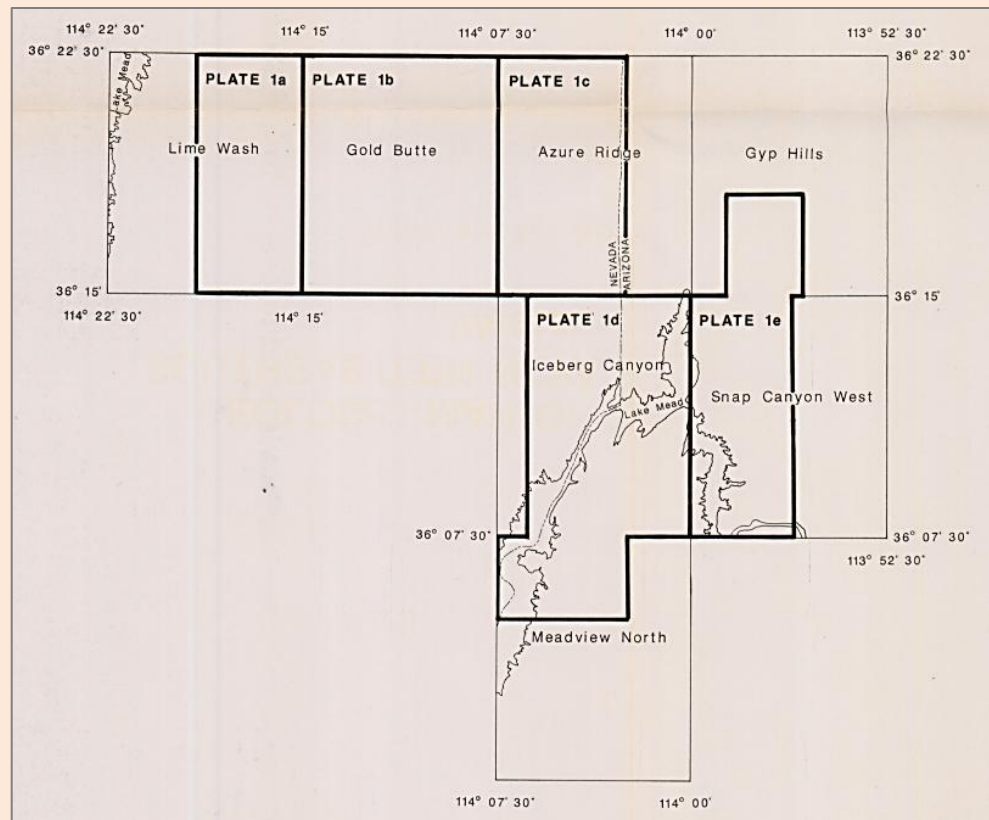 114° 22' 30"
114° 15'
114° 07' 30"
114° 00'
113° 52' 30"
36° 22' 30"
36° 22' 30"
Lake Mead
PLATE 1a
PLATE 1b
PLATE 1c
Lime Wash
Gold Butte
Azure Ridge
Gyp Hills
NEVADA
ARIZONA
36° 15'
36° 15'
114° 22' 30"
114° 15'
PLATE 1d
PLATE 1e
Iceberg Canyon
Snap Canyon West
Lake Mead
36° 07' 30"
36° 07' 30"
113° 52' 30"
Meadview North
114° 07' 30"
114° 00'